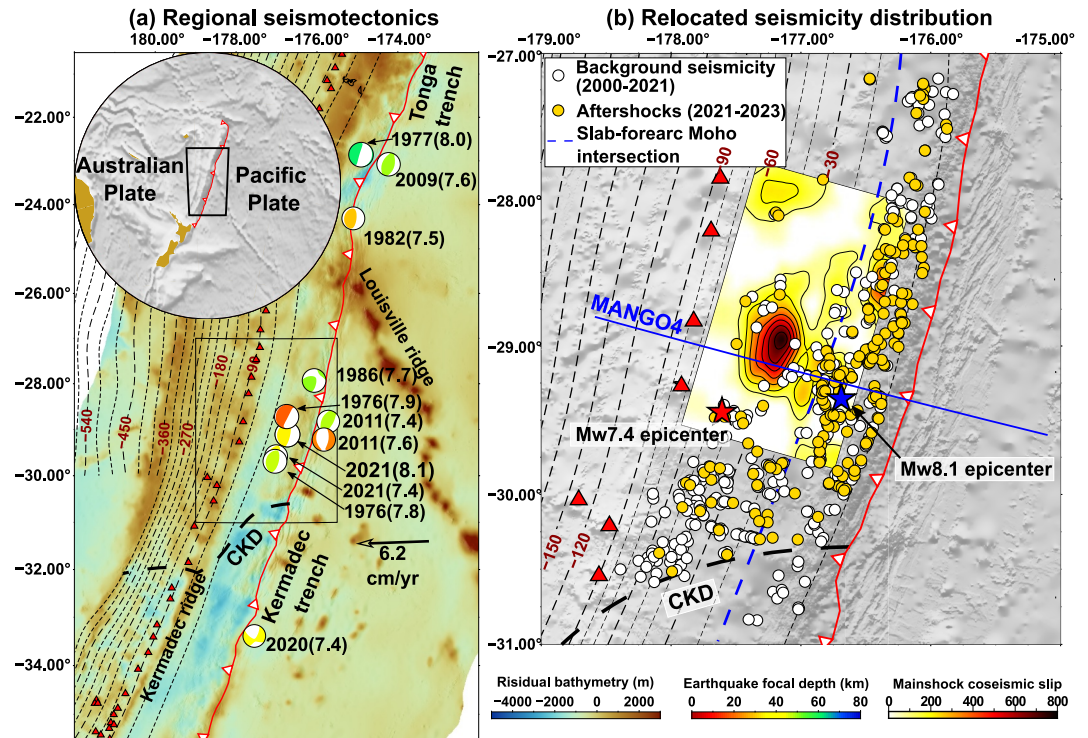 (a) Regional seismotectonics
180.00° −178.00° −176.00° −174.00°
−22.00°
−24.00°
−26.00°
−28.00°
−30.00°
−32.00°
−34.00°
Australian
Plate
Pacific
Plate
Tonga
trench
1977(8.0)
2009(7.6)
1982(7.5)
Louisville ridge
1986(7.7)
1976(7.9)
2011(7.4)
2011(7.6)
2021(8.1)
2021(7.4)
1976(7.8)
−540
−450
−360
−270
−180
−90
CKD
6.2
cm/yr
Kermadec ridge
Kermadec
trench
2020(7.4)
(b) Relocated seismicity distribution
−179.00° −178.00° −177.00° −176.00° −175.00°
−27.00°
−28.00°
−29.00°
−30.00°
−31.00°
Background seismicity
(2000-2021)
Aftershocks (2021-2023)
Slab-forearc Moho
intersection
−90
−60
−30
MANGO4
Mw7.4 epicenter
Mw8.1 epicenter
−150
−120
CKD
Risidual bathymetry (m)
−4000 −2000 0 2000
Earthquake focal depth (km)
0 20 40 60 80
Mainshock coseismic slip
0 200 400 600 800